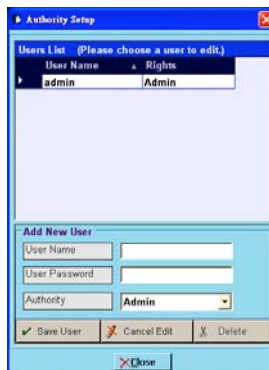 Authority Setup
Users List (Please choose a user to edit.)
User Name Rights
admin Admin
Add New User
User Name
User Password
Authority Admin
Save User Cancel Edit Delete
Close